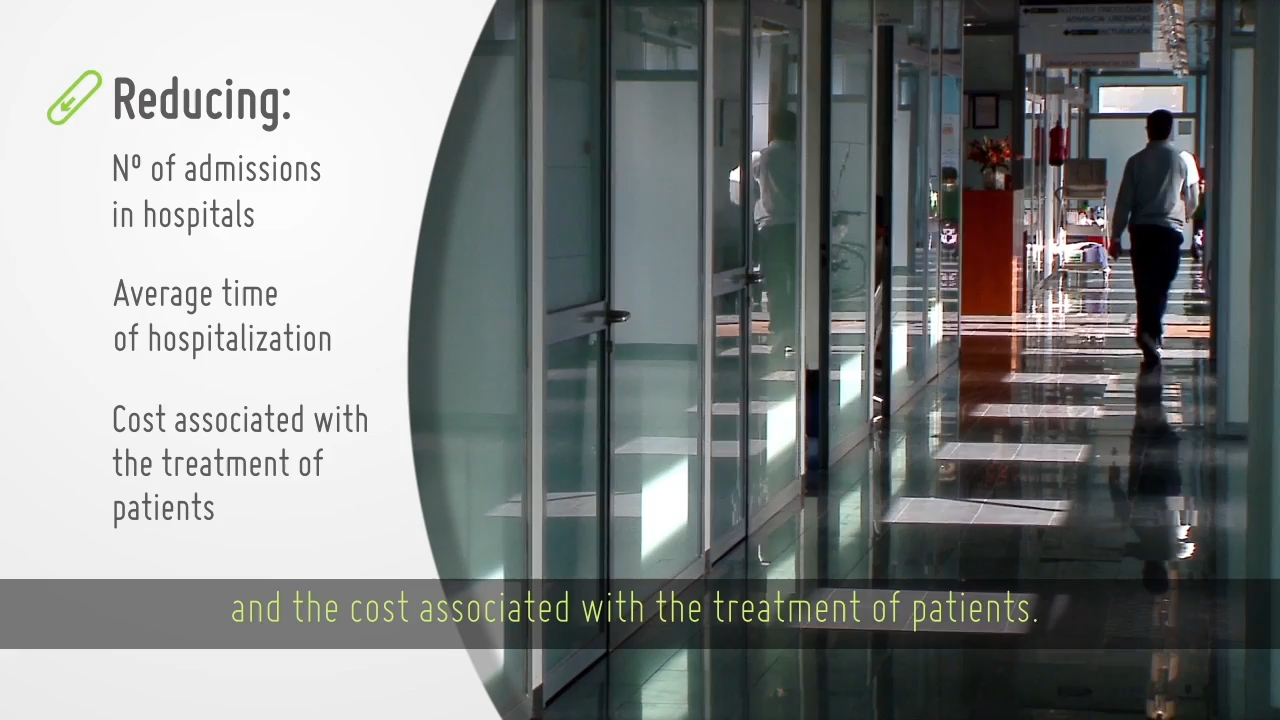 Reducing:
Nº of admissions
in hospitals
Average time
of hospitalization
Cost associated with
the treatment of
patients
and the cost associated with the treatment of patients.